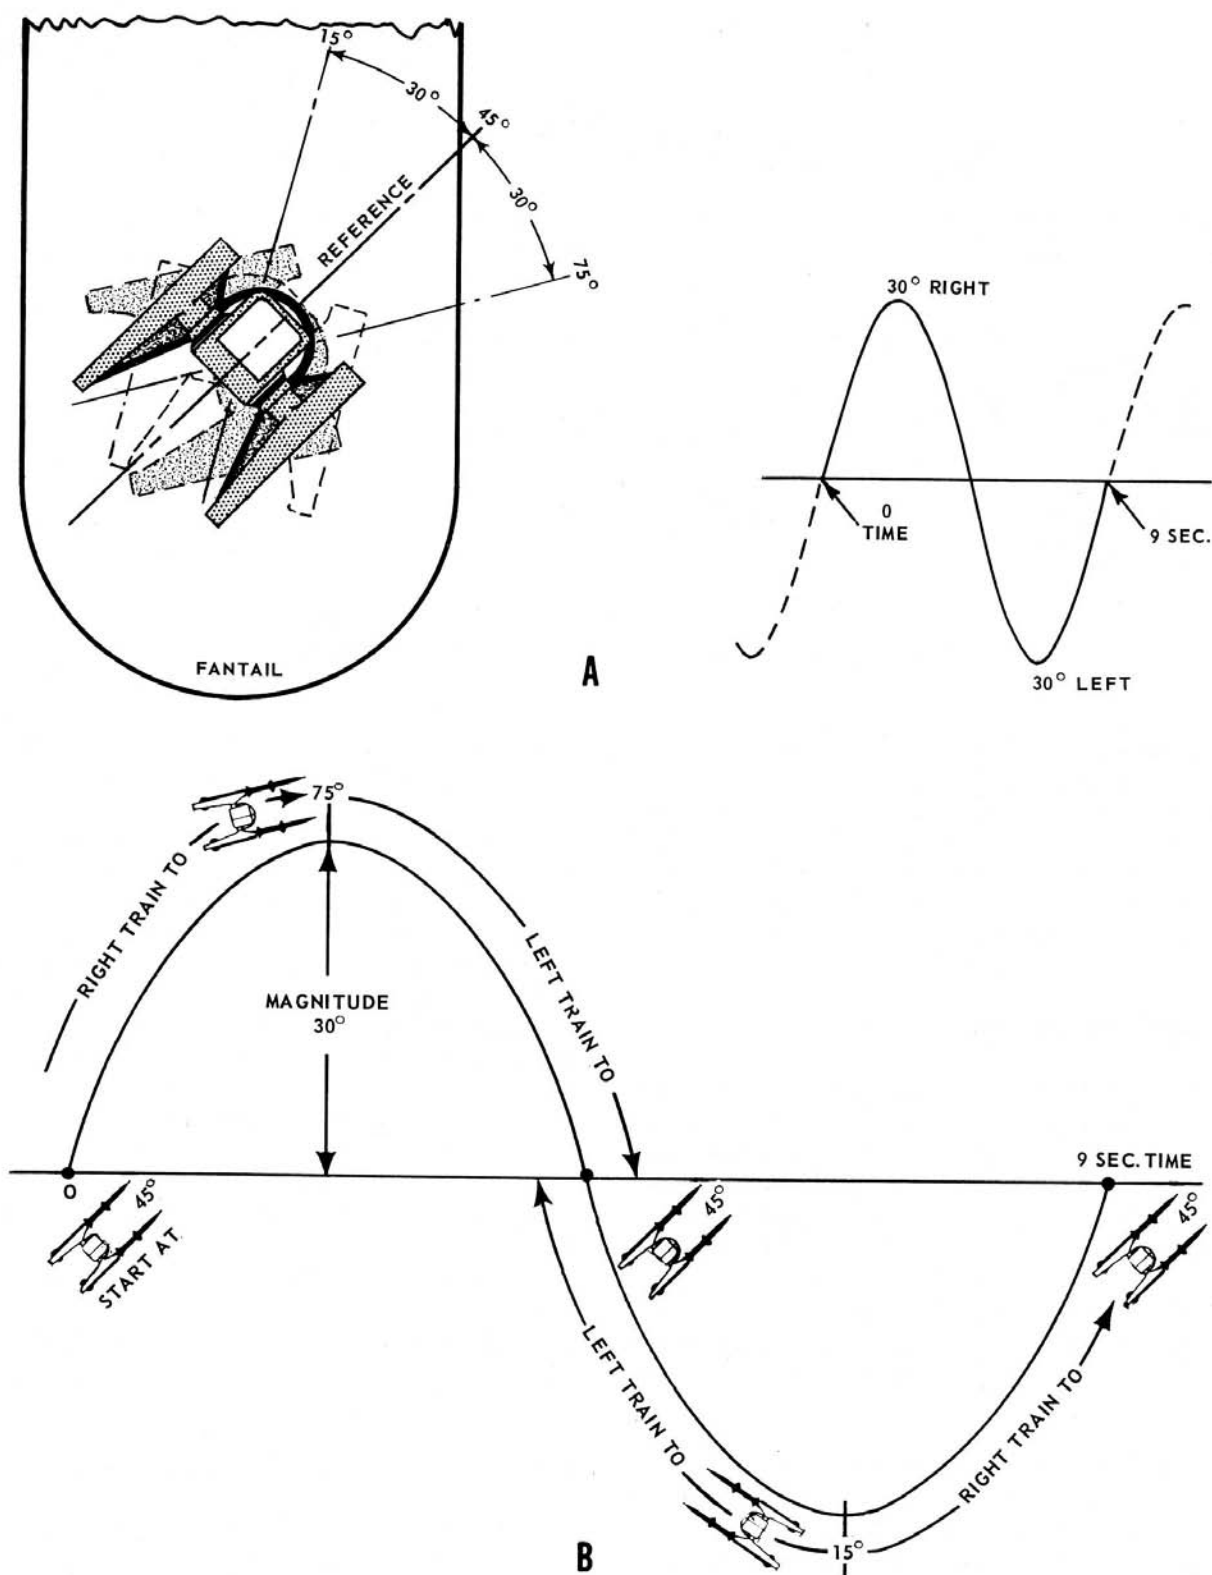 15°
30°
45°
30°
REFERENCE
75°
FANTAIL
A
30° RIGHT
0
TIME
9 SEC.
30° LEFT
75°
RIGHT TRAIN TO
LEFT TRAIN TO
MAGNITUDE
30°
0
45°
START AT
45°
9 SEC. TIME
45°
LEFT TRAIN TO
RIGHT TRAIN TO
15°
B